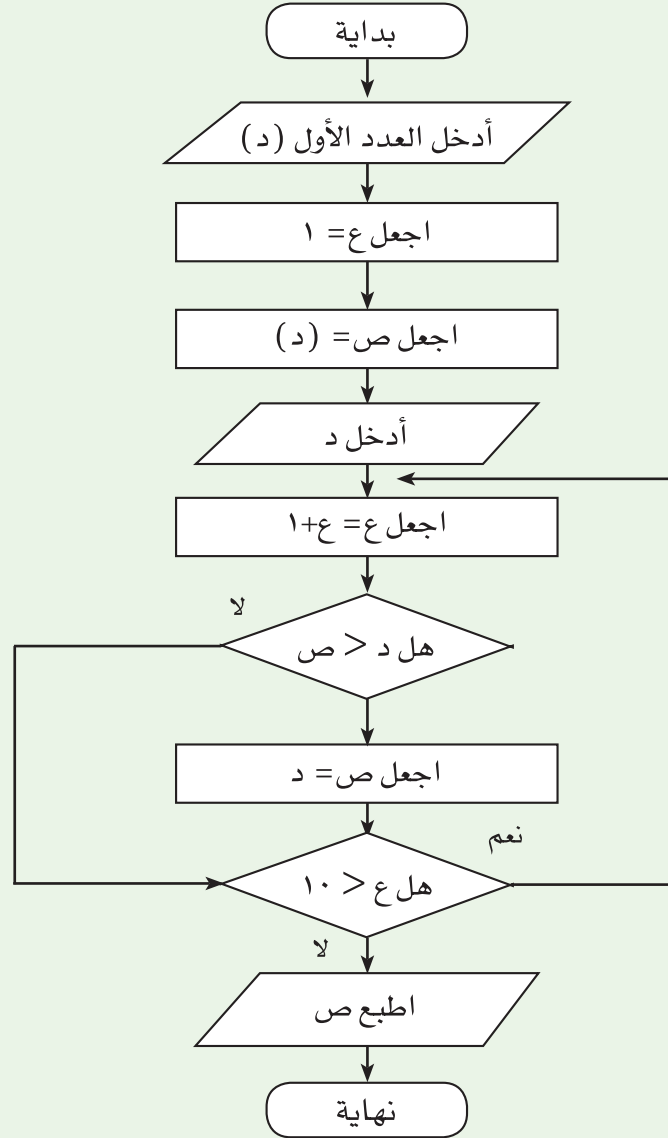 بداية
أدخل العدد الأول (د)
اجعل ع= ١
اجعل ص= (د)
أدخل د
اجعل ع= ع+١
لا
هل د > ص
اجعل ص= د
نعم
هل ع > ١٠
لا
اطبع ص
نهاية